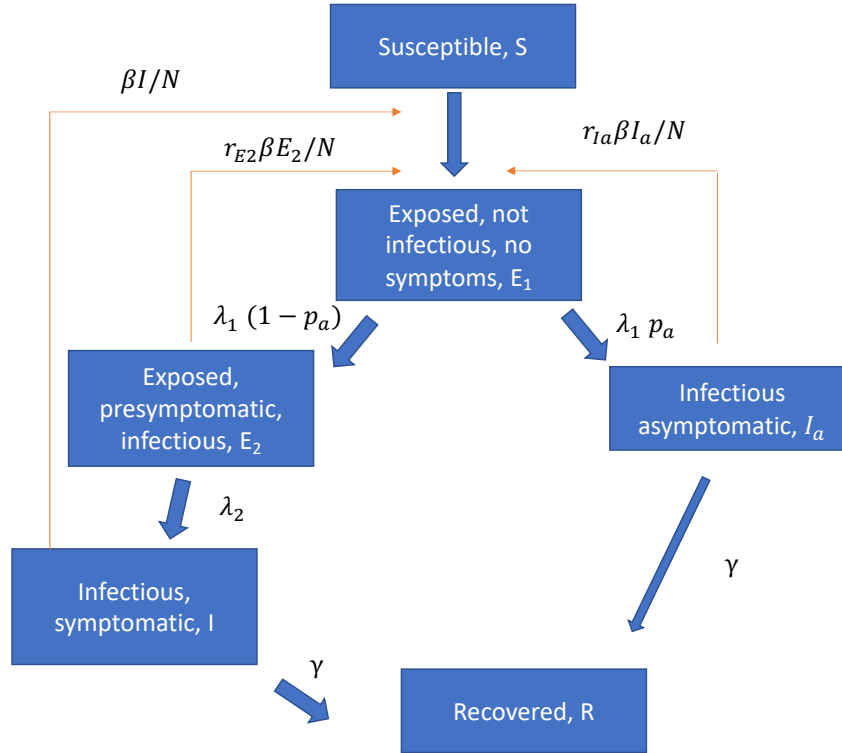 Susceptible, S
βI/N
r_{E2}βE_2/N
r_{Ia}βI_a/N
Exposed, not
infectious, no
symptoms, E_1
λ_1 (1 − p_a)
λ_1 p_a
Exposed,
presymptomatic,
infectious, E_2
Infectious
asymptomatic, I_a
λ_2
Infectious,
symptomatic, I
γ
γ
Recovered, R